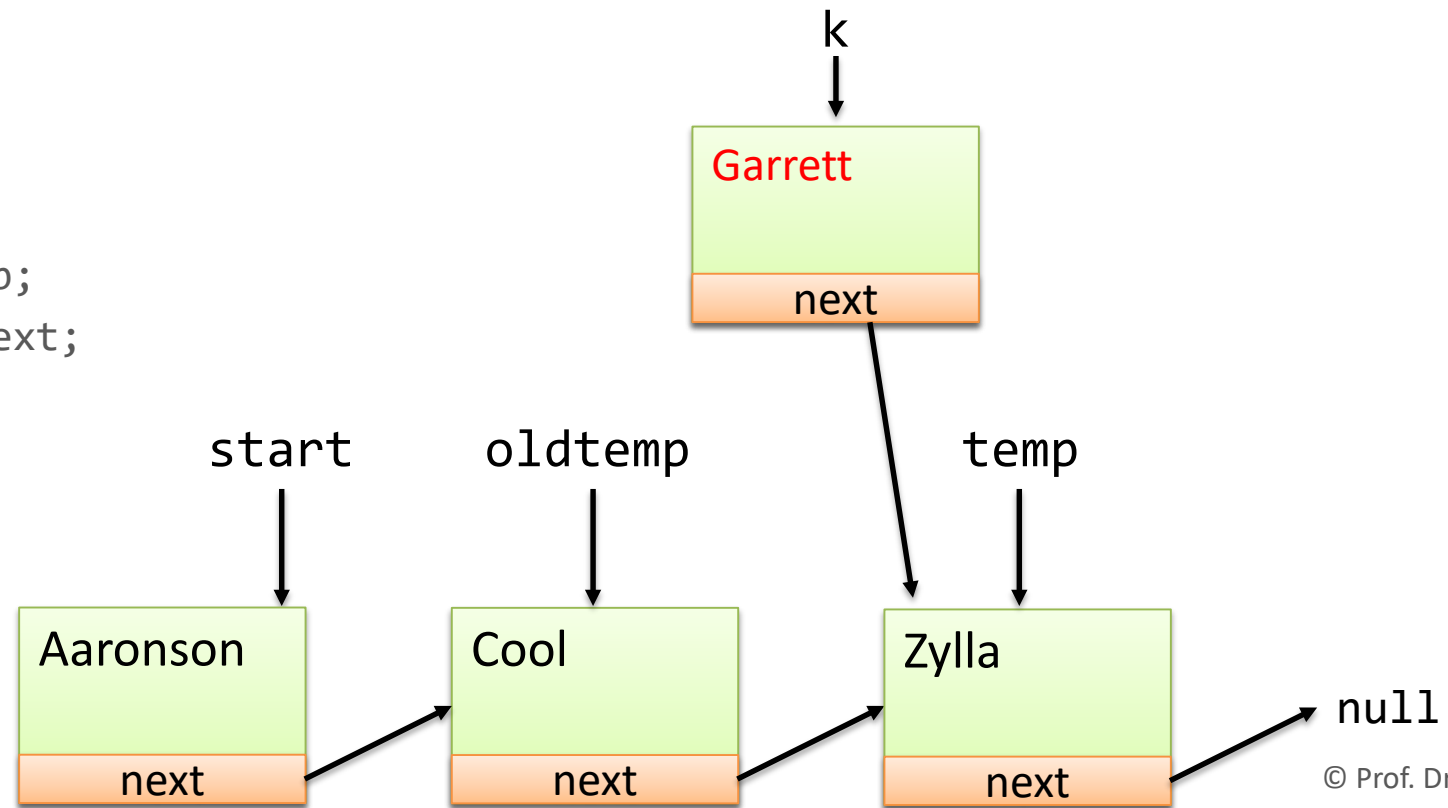 k
Garrett
next
p;
ext;
start oldtemp temp
Aaronson Cool Zylla
null
next next next
© Prof. Dr